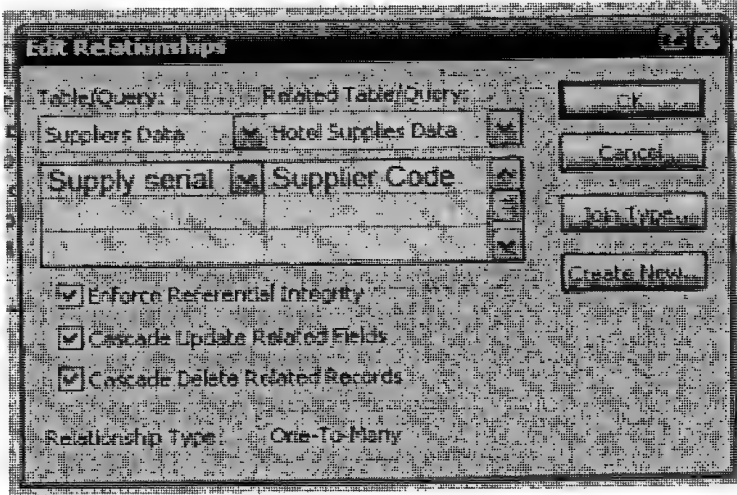 Edit Relationships
Table/Query: Related Table/Query:
Suppliers Data Hotel Supplies Data
Supply serial Supplier Code
OK
Cancel
Join Type..
Create New..
Enforce Referential Integrity
Cascade Update Related Fields
Cascade Delete Related Records
Relationship Type: One-To-Many